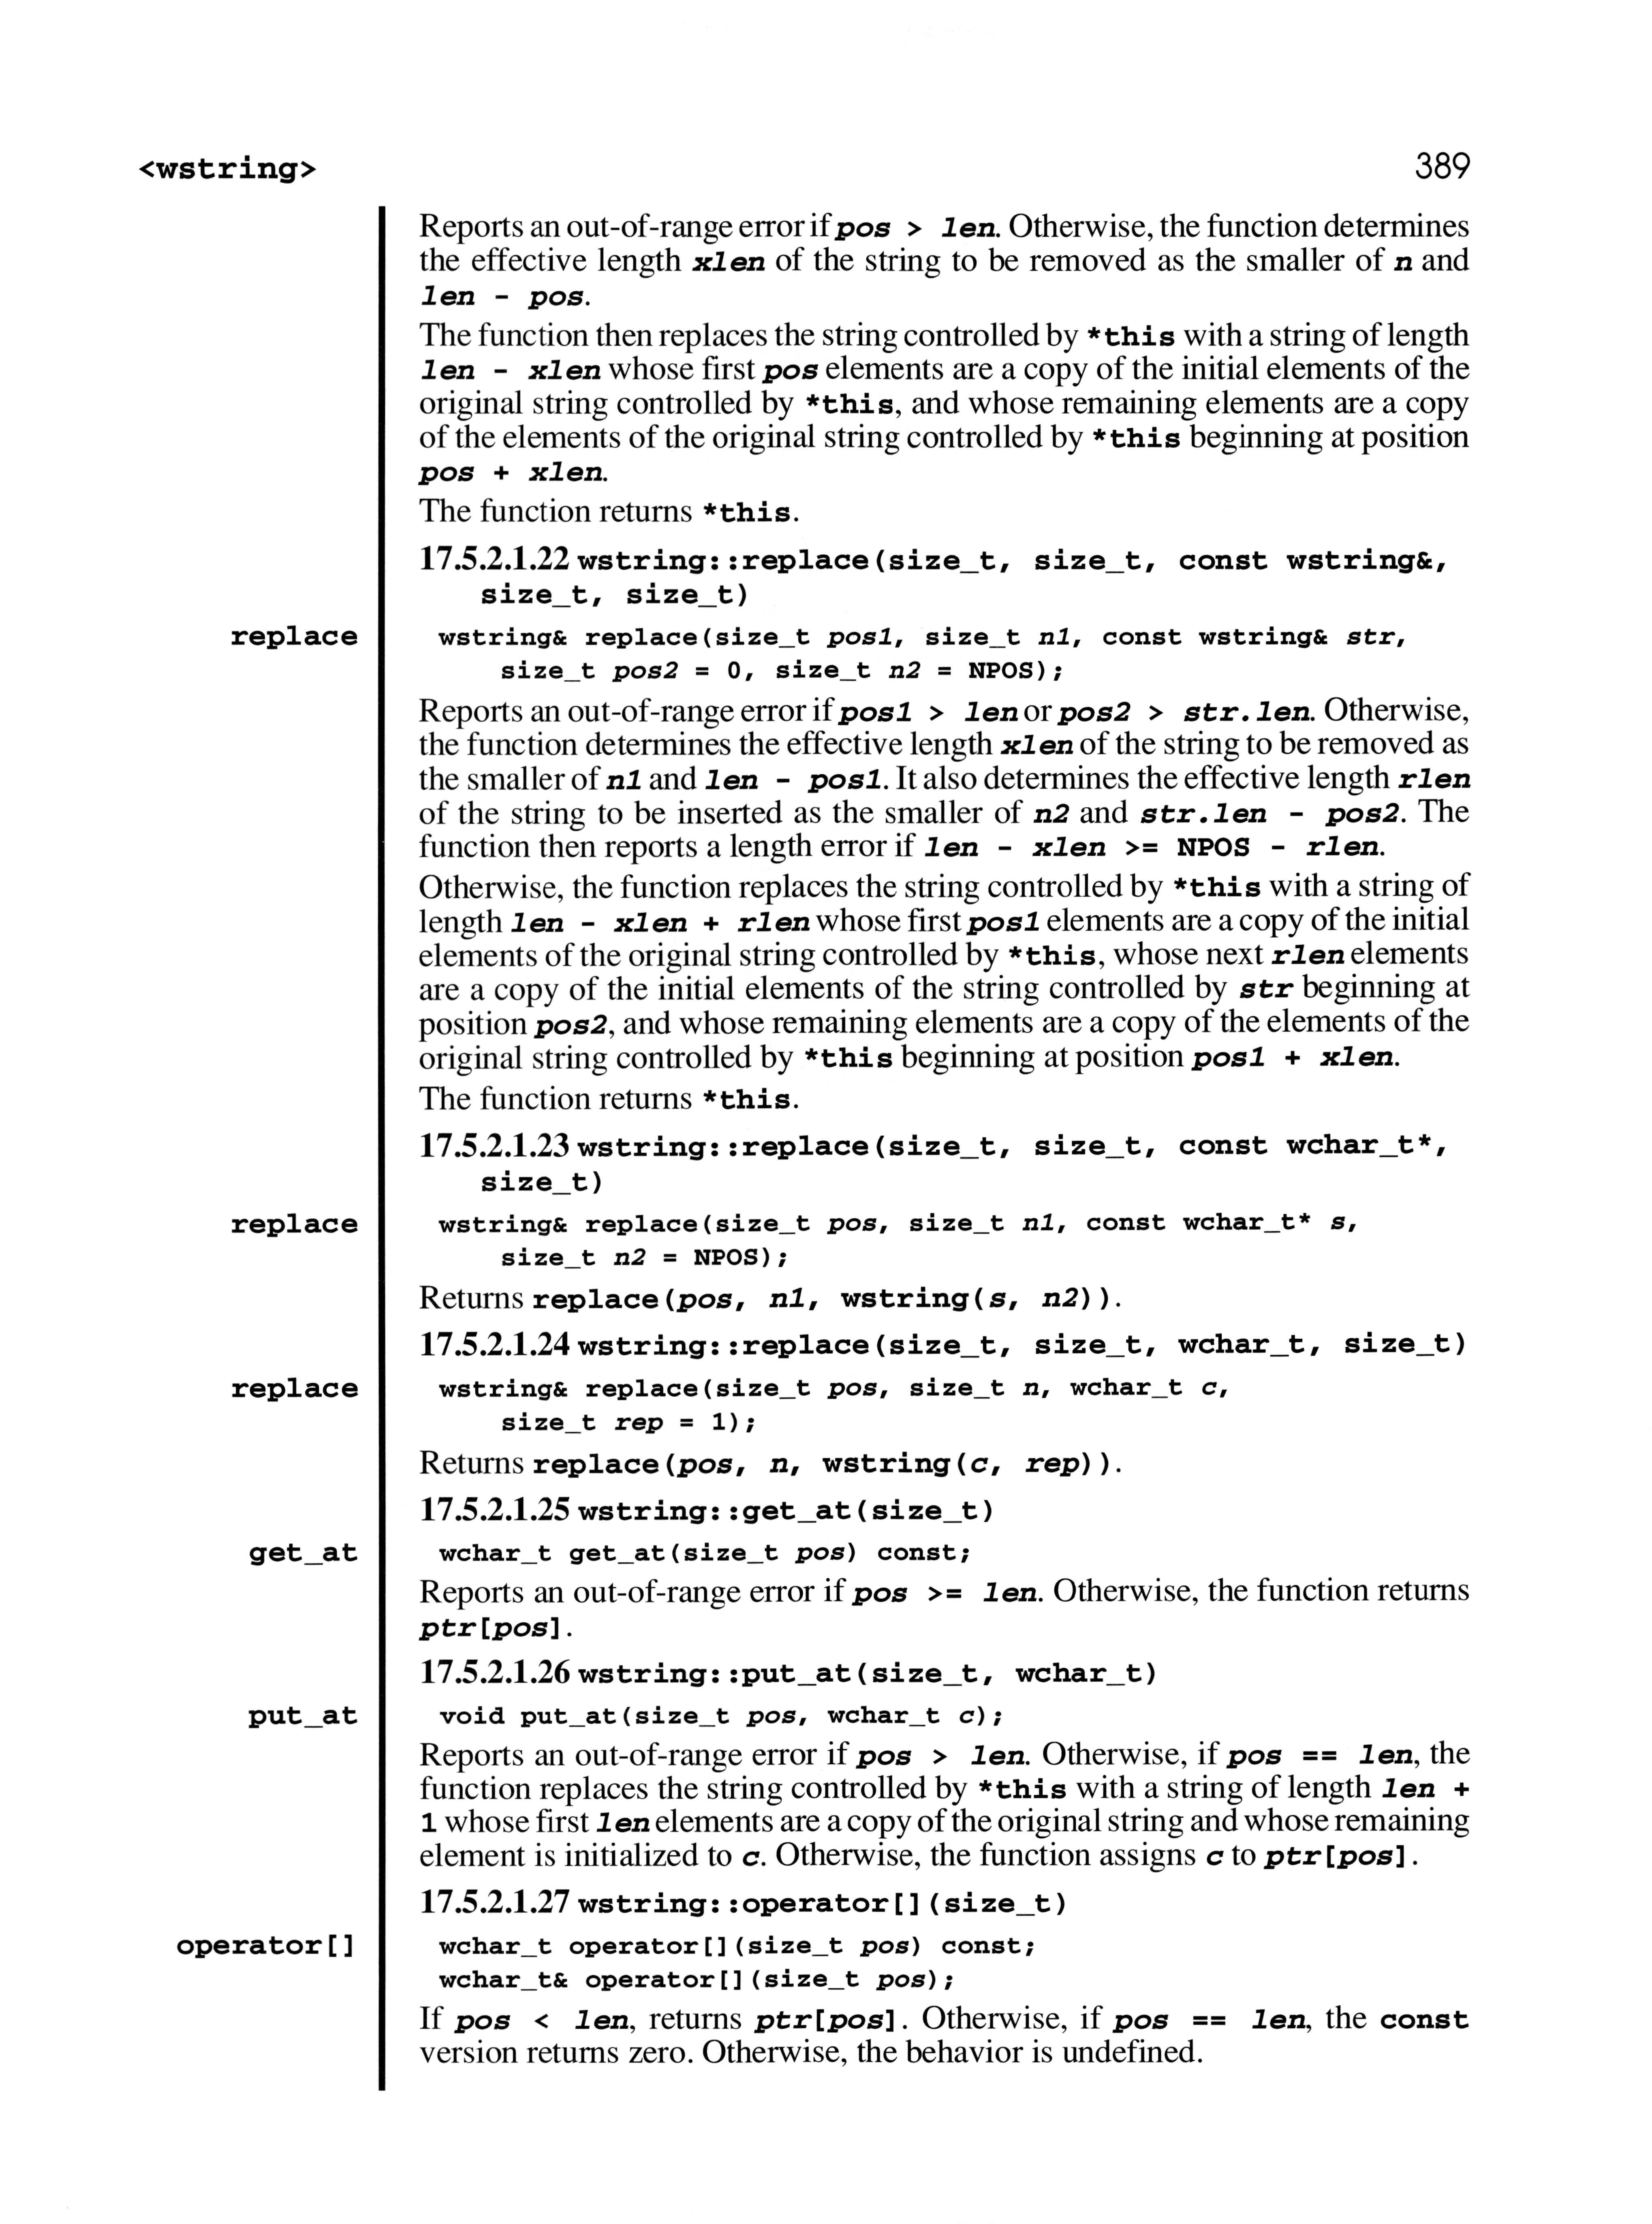 <wstring> 389
Reports an out-of-range error if pos > len. Otherwise, the function determines
the effective length xlen of the string to be removed as the smaller of n and
len - pos.
The function then replaces the string controlled by *this with a string of length
len - xlen whose first pos elements are a copy of the initial elements of the
original string controlled by *this, and whose remaining elements are a copy
of the elements of the original string controlled by *this beginning at position
pos + xlen.
The function returns *this.
17.5.2.1.22 wstring::replace(size_t, size_t, const wstring&,
size_t, size_t)
replace wstring& replace(size_t pos1, size_t n1, const wstring& str,
size_t pos2 = 0, size_t n2 = NPOS);
Reports an out-of-range error if pos1 > len or pos2 > str.len. Otherwise,
the function determines the effective length xlen of the string to be removed as
the smaller of n1 and len - pos1. It also determines the effective length rlen
of the string to be inserted as the smaller of n2 and str.len - pos2. The
function then reports a length error if len - xlen >= NPOS - rlen.
Otherwise, the function replaces the string controlled by *this with a string of
length len - xlen + rlen whose first pos1 elements are a copy of the initial
elements of the original string controlled by *this, whose next rlen elements
are a copy of the initial elements of the string controlled by str beginning at
position pos2, and whose remaining elements are a copy of the elements of the
original string controlled by *this beginning at position pos1 + xlen.
The function returns *this.
17.5.2.1.23 wstring::replace(size_t, size_t, const wchar_t*,
size_t)
replace wstring& replace(size_t pos, size_t n1, const wchar_t* s,
size_t n2 = NPOS);
Returns replace(pos, n1, wstring(s, n2)).
17.5.2.1.24 wstring::replace(size_t, size_t, wchar_t, size_t)
replace wstring& replace(size_t pos, size_t n, wchar_t c,
size_t rep = 1);
Returns replace(pos, n, wstring(c, rep)).
17.5.2.1.25 wstring::get_at(size_t)
get_at wchar_t get_at(size_t pos) const;
Reports an out-of-range error if pos >= len. Otherwise, the function returns
ptr[pos].
17.5.2.1.26 wstring::put_at(size_t, wchar_t)
put_at void put_at(size_t pos, wchar_t c);
Reports an out-of-range error if pos > len. Otherwise, if pos == len, the
function replaces the string controlled by *this with a string of length len +
1 whose first len elements are a copy of the original string and whose remaining
element is initialized to c. Otherwise, the function assigns c to ptr[pos].
17.5.2.1.27 wstring::operator[](size_t)
operator[] wchar_t operator[](size_t pos) const;
wchar_t& operator[](size_t pos);
If pos < len, returns ptr[pos]. Otherwise, if pos == len, the const
version returns zero. Otherwise, the behavior is undefined.